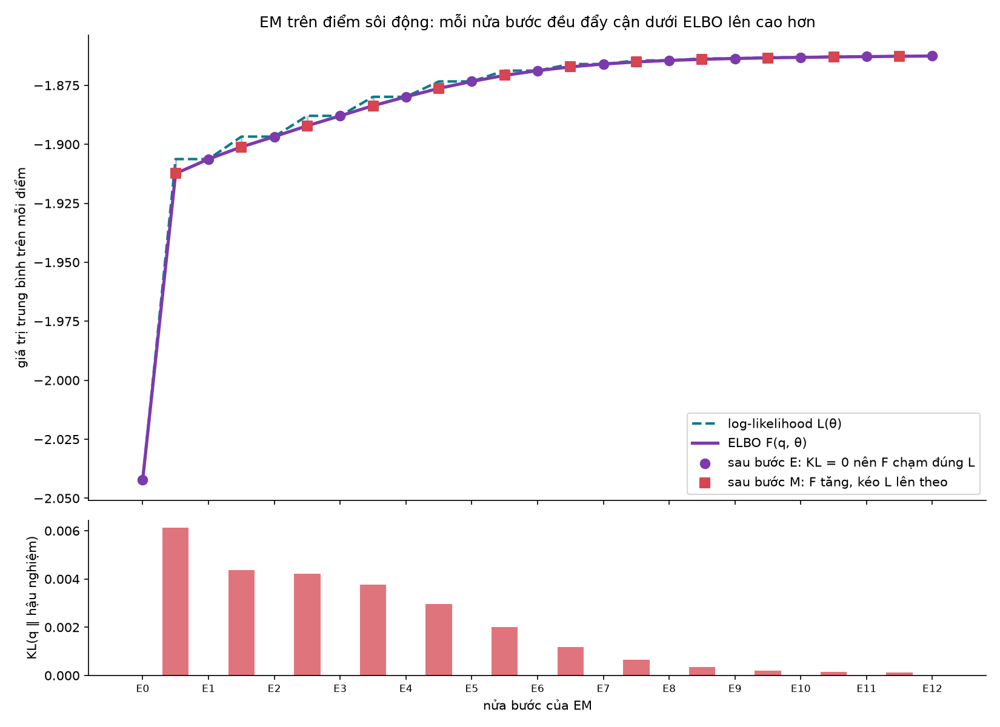 EM trên điểm sôi động: mỗi nửa bước đều đẩy cận dưới ELBO lên cao hơn
giá trị trung bình trên mỗi điểm
−1.875
−1.900
−1.925
−1.950
−1.975
−2.000
−2.025
−2.050
log-likelihood L(θ)
ELBO F(q, θ)
sau bước E: KL = 0 nên F chạm đúng L
sau bước M: F tăng, kéo L lên theo
KL(q ∥ hậu nghiệm)
0.006
0.004
0.002
0.000
E0 E1 E2 E3 E4 E5 E6 E7 E8 E9 E10 E11 E12
nửa bước của EM